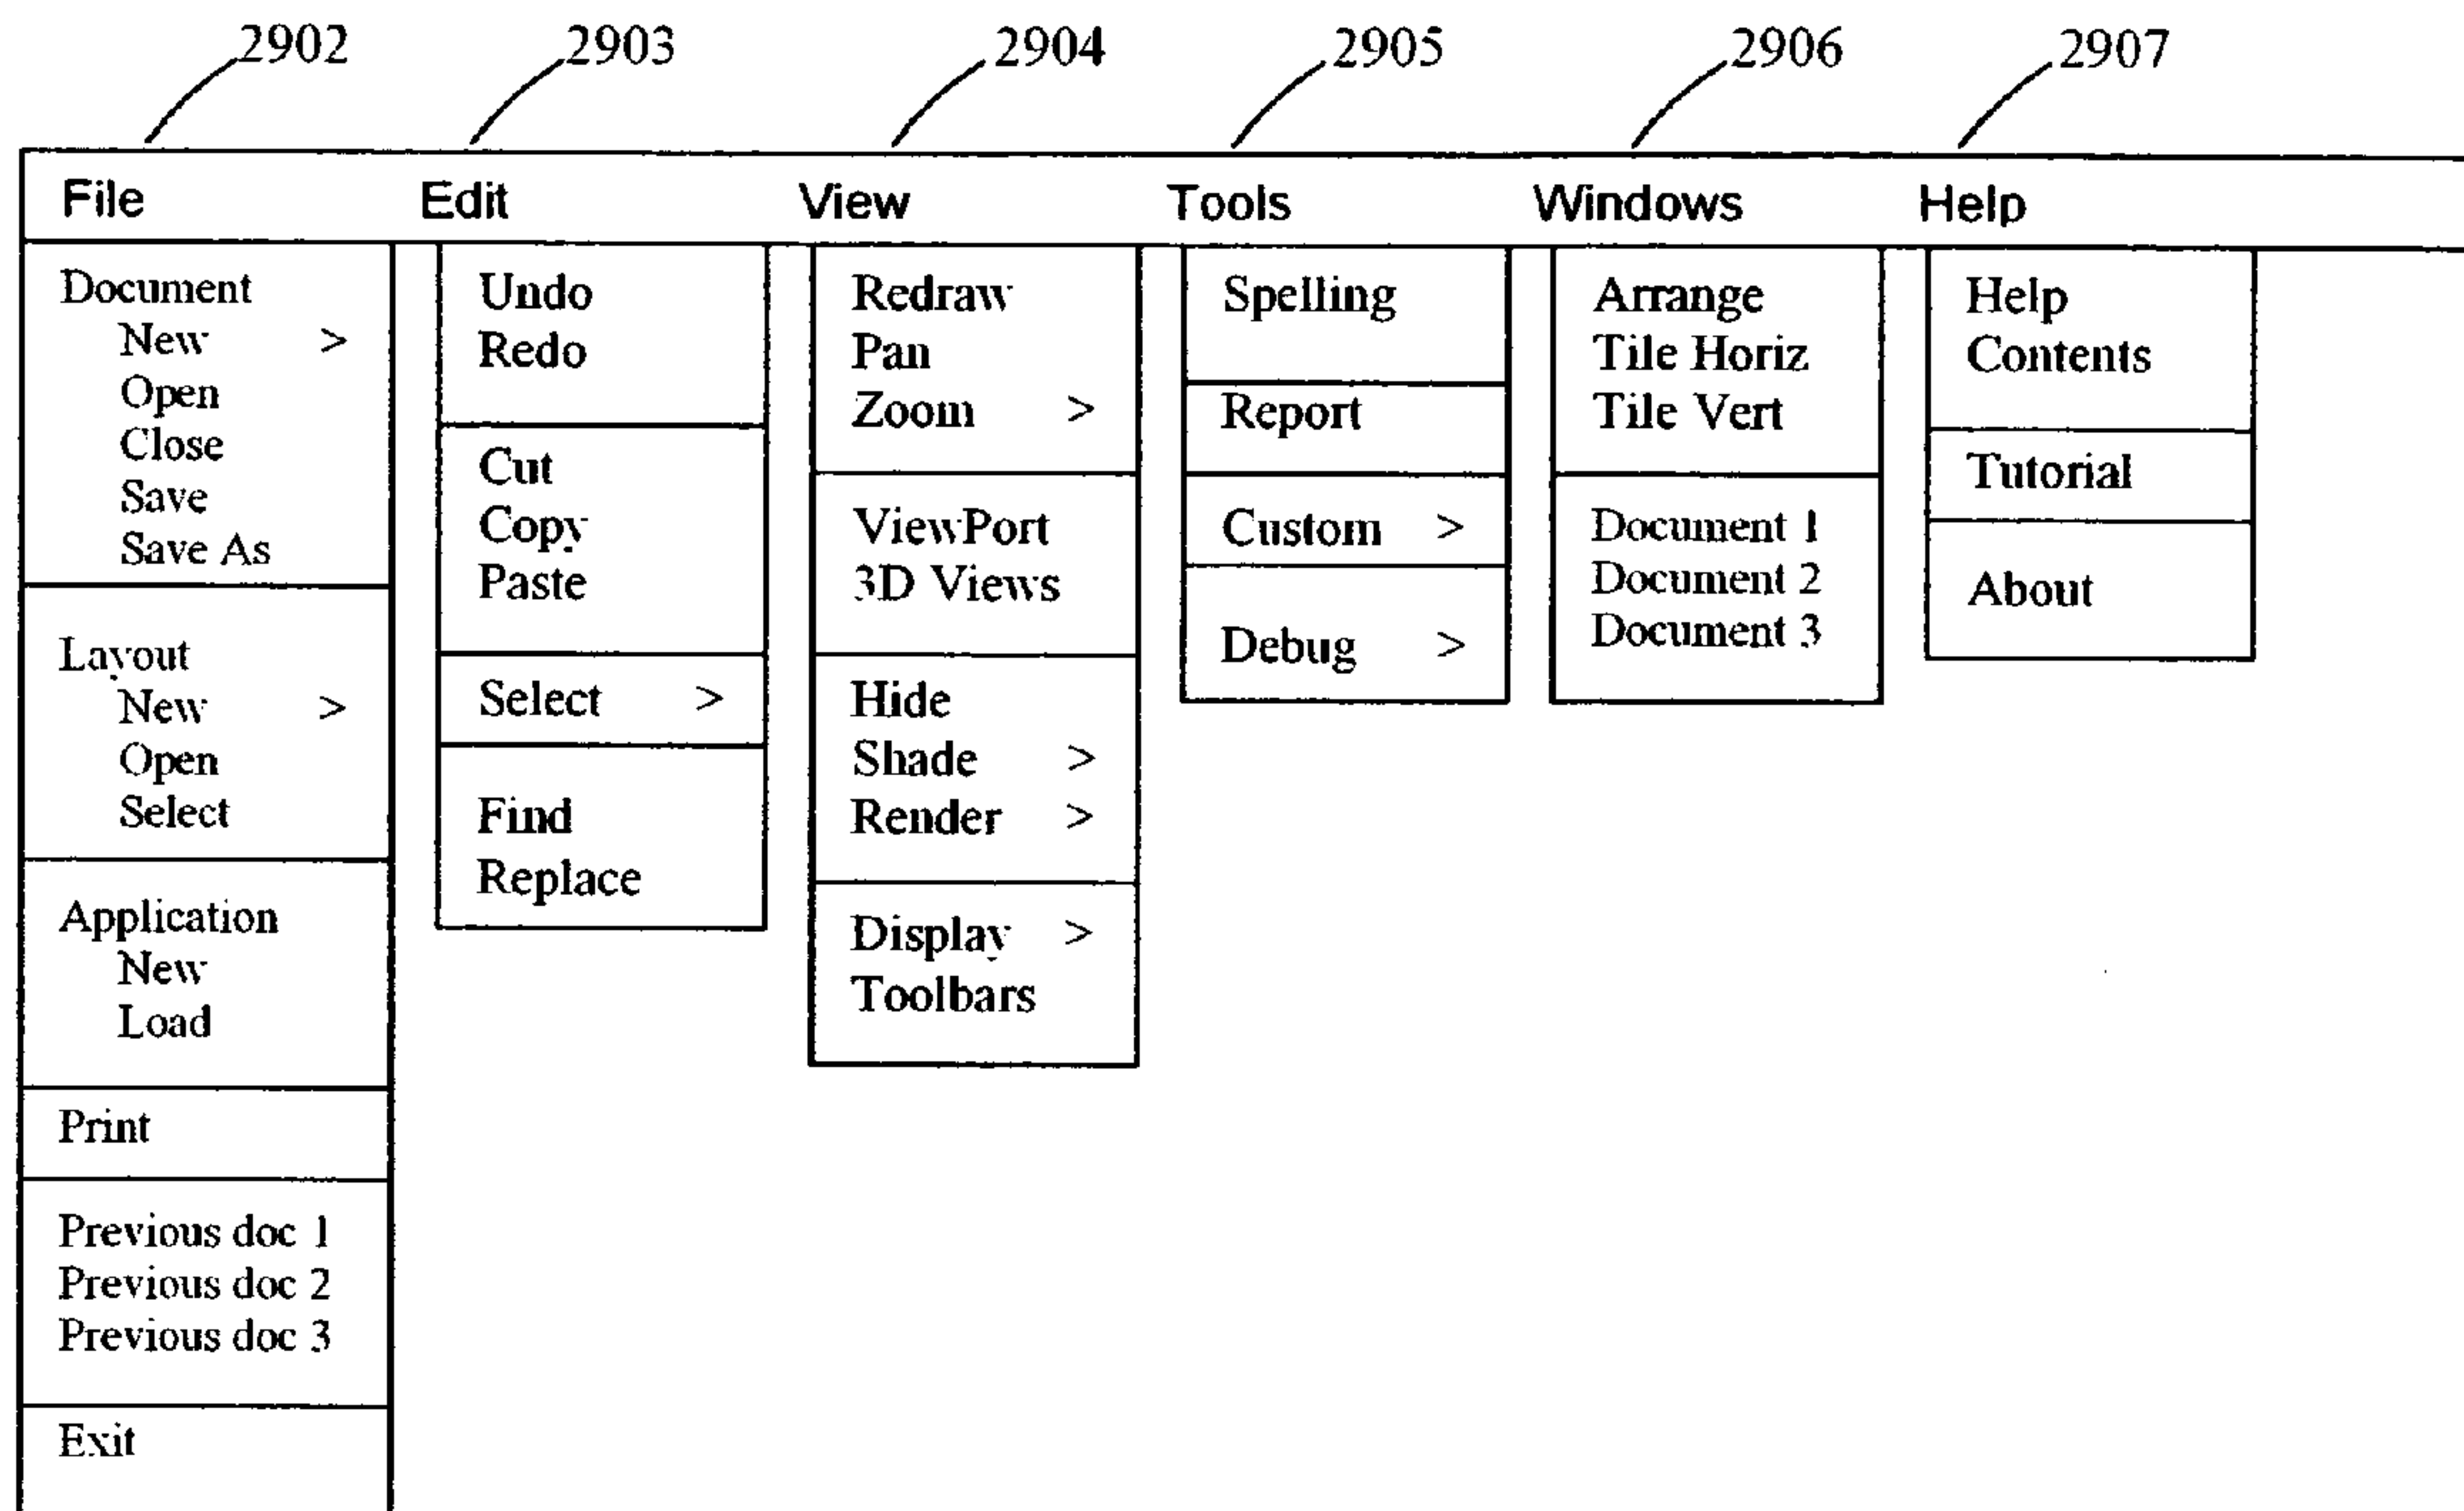 2902 2903 2904 2905 2906 2907
File Edit View Tools Windows Help
Document
New >
Open
Close
Save
Save As
Layout
New >
Open
Select
Application
New
Load
Print
Previous doc 1
Previous doc 2
Previous doc 3
Exit
Undo
Redo
Cut
Copy
Paste
Select >
Find
Replace
Redraw
Pan
Zoom >
ViewPort
3D Views
Hide
Shade >
Render >
Display >
Toolbars
Spelling
Report
Custom >
Debug >
Arrange
Tile Horiz
Tile Vert
Document 1
Document 2
Document 3
Help
Contents
Tutorial
About